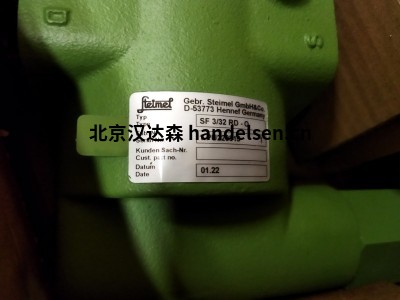 D
S
Steimel
Gebr. Steimel GmbH&Co.
D-53773 Hennef Germany
Typ
SF 3/32 RD -
北京汉达森 handelsen.cn
Kunden Sach-Nr.
Cust. part no.
Datum
Date
01.22